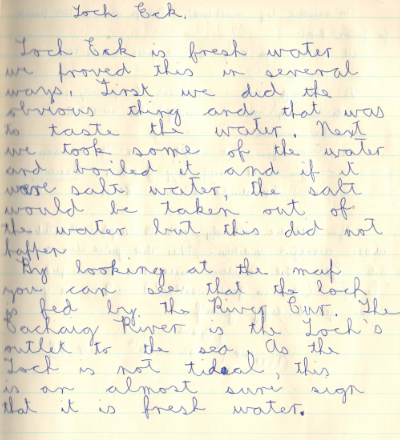 Loch Eck.
Loch Eck is fresh water
we proved this in several
ways. First we did the
obvious thing and that was
to taste the water. Next
we took some of the water
and boiled it and if it
were salt water, the salt
would be taken out of
the water but, this did not
happen
By looking at the map
you can see that the loch
is fed by the River Cur. The
Eachaig River is the Loch's
outlet to the sea. As the
Loch is not tidal, this
is an almost sure sign
that it is fresh water.